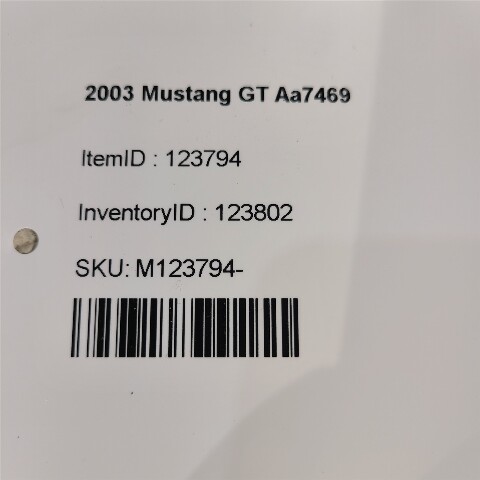 2003 Mustang GT Aa7469
ItemID : 123794
InventoryID : 123802
SKU: M123794-